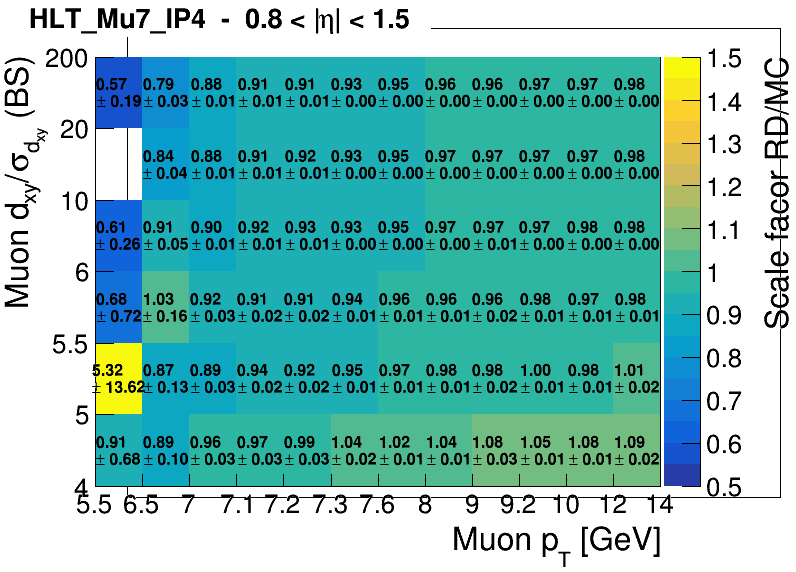 HLT_Mu7_IP4 - 0.8 < |η| < 1.5
Muon d_xy/σ_d_xy (BS)
200
0.57 0.79 0.88 0.91 0.91 0.93 0.95 0.96 0.96 0.97 0.97 0.98
± 0.19 ± 0.03 ± 0.01 ± 0.01 ± 0.01 ± 0.00 ± 0.00 ± 0.00 ± 0.00 ± 0.00 ± 0.00 ± 0.00
20
0.84 0.88 0.91 0.92 0.93 0.95 0.97 0.97 0.97 0.97 0.98
± 0.04 ± 0.01 ± 0.01 ± 0.01 ± 0.00 ± 0.00 ± 0.00 ± 0.00 ± 0.00 ± 0.00 ± 0.00
10
0.61 0.91 0.90 0.92 0.93 0.93 0.95 0.97 0.97 0.97 0.98 0.98
± 0.26 ± 0.05 ± 0.01 ± 0.01 ± 0.01 ± 0.00 ± 0.00 ± 0.00 ± 0.00 ± 0.00 ± 0.00 ± 0.00
6
0.68 1.03 0.92 0.91 0.91 0.94 0.96 0.96 0.96 0.98 0.97 0.98
± 0.72 ± 0.16 ± 0.03 ± 0.02 ± 0.02 ± 0.01 ± 0.01 ± 0.01 ± 0.02 ± 0.01 ± 0.01 ± 0.01
5.5
5.32 0.87 0.89 0.94 0.92 0.95 0.97 0.98 0.98 1.00 0.98 1.01
± 13.62 ± 0.13 ± 0.03 ± 0.02 ± 0.02 ± 0.01 ± 0.01 ± 0.01 ± 0.02 ± 0.01 ± 0.01 ± 0.02
5
0.91 0.89 0.96 0.97 0.99 1.04 1.02 1.04 1.08 1.05 1.08 1.09
± 0.68 ± 0.10 ± 0.03 ± 0.03 ± 0.03 ± 0.02 ± 0.01 ± 0.01 ± 0.03 ± 0.01 ± 0.01 ± 0.02
4
5.5 6.5 7 7.1 7.2 7.3 7.6 8 9 9.2 10 12 14
Muon p_T [GeV]
1.5
1.4
1.3
1.2
1.1
1
0.9
0.8
0.7
0.6
0.5
Scale facor RD/MC